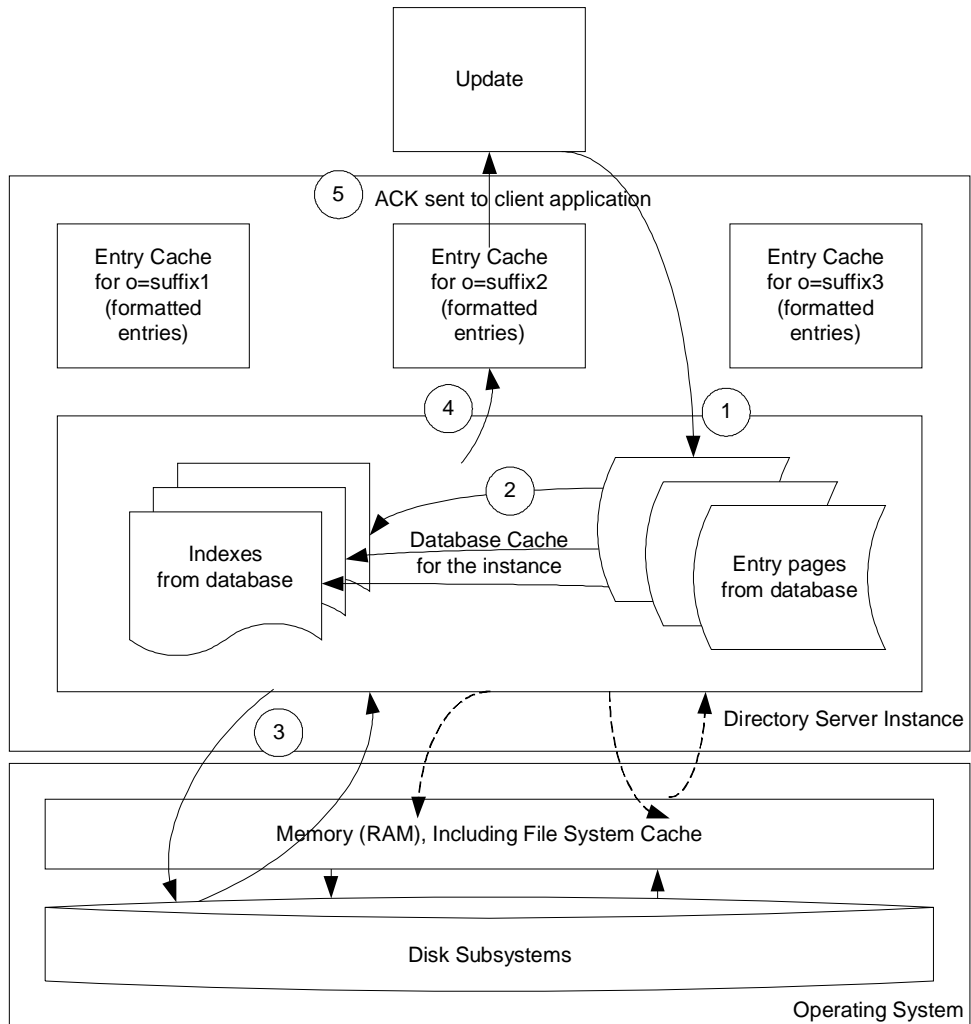 Update
5
ACK sent to client application
Entry Cache
for o=suffix1
(formatted
entries)
Entry Cache
for o=suffix2
(formatted
entries)
Entry Cache
for o=suffix3
(formatted
entries)
4
1
2
Database Cache
for the instance
Indexes
from database
Entry pages
from database
3
Directory Server Instance
Memory (RAM), Including File System Cache
Disk Subsystems
Operating System